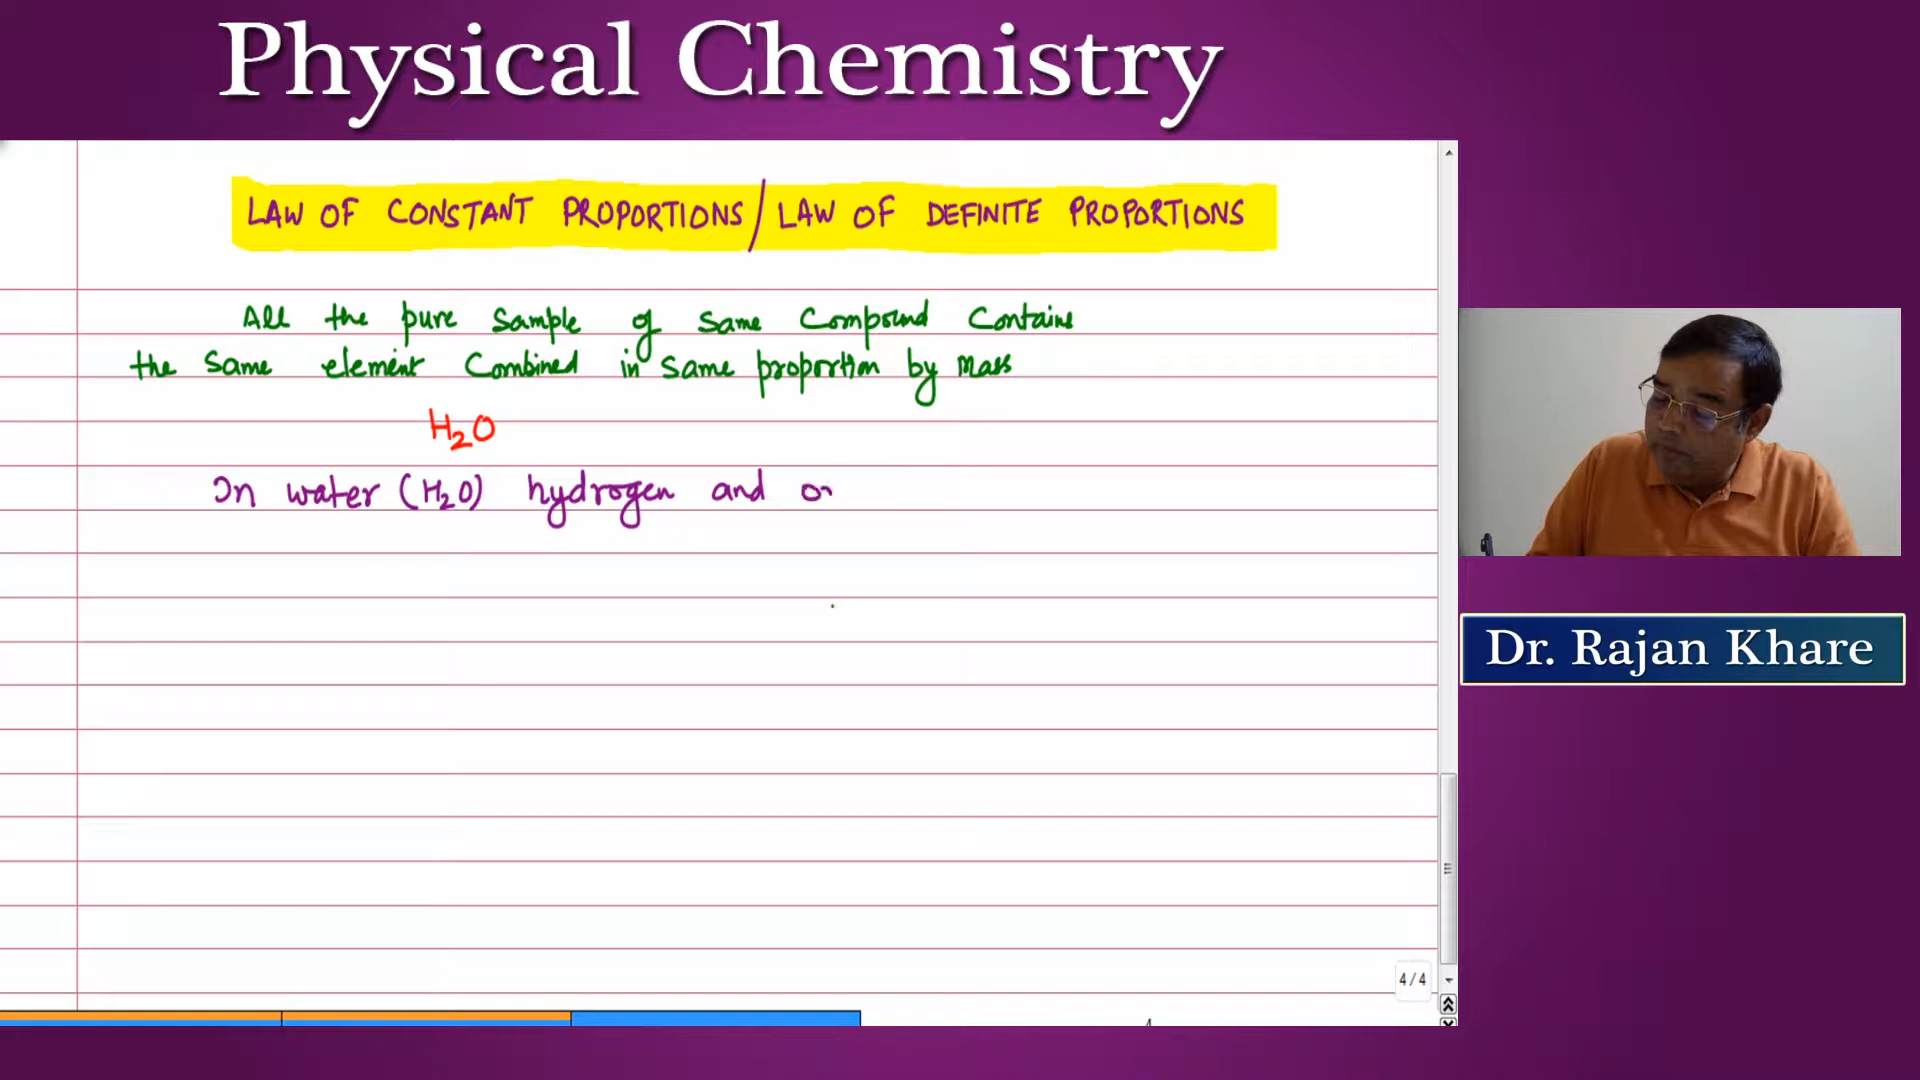 Physical Chemistry
LAW OF CONSTANT PROPORTIONS / LAW OF DEFINITE PROPORTIONS
All the pure sample of same compound contains
the same element combined in same proportion by mass
H₂O
In water (H₂O) hydrogen and ox
Dr. Rajan Khare
4/4